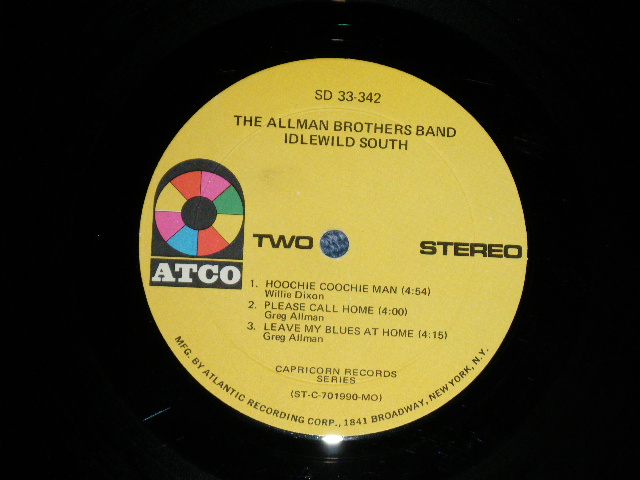 SD 33-342
THE ALLMAN BROTHERS BAND
IDLEWILD SOUTH
TWO
STEREO
ATCO
1. HOOCHIE COOCHIE MAN (4:54)
Willie Dixon
2. PLEASE CALL HOME (4:00)
Greg Allman
3. LEAVE MY BLUES AT HOME (4:15)
Greg Allman
CAPRICORN RECORDS
SERIES
(ST-C-701990-MO)
MFG. BY ATLANTIC RECORDING CORP., 1841 BROADWAY, NEW YORK, N.Y.